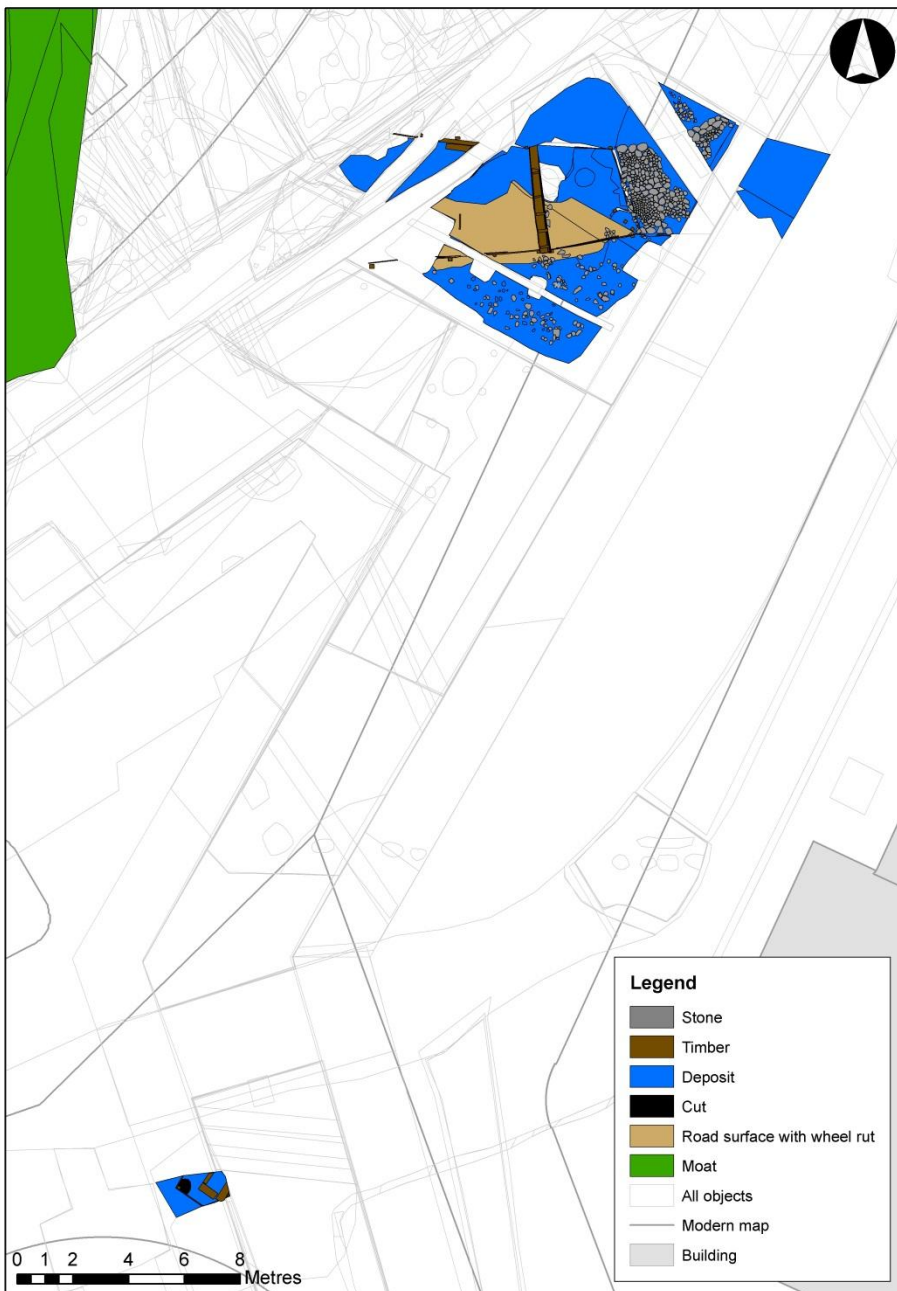 Legend
Stone
Timber
Deposit
Cut
Road surface with wheel rut
Moat
All objects
Modern map
Building
0 1 2 4 6 8
Metres